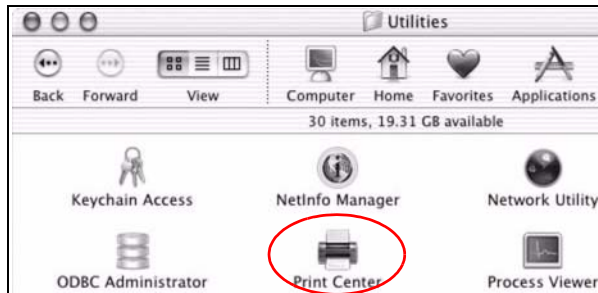 Utilities
Back Forward View Computer Home Favorites Applications
30 items, 19.31 GB available
Keychain Access NetInfo Manager Network Utility
ODBC Administrator Print Center Process Viewer